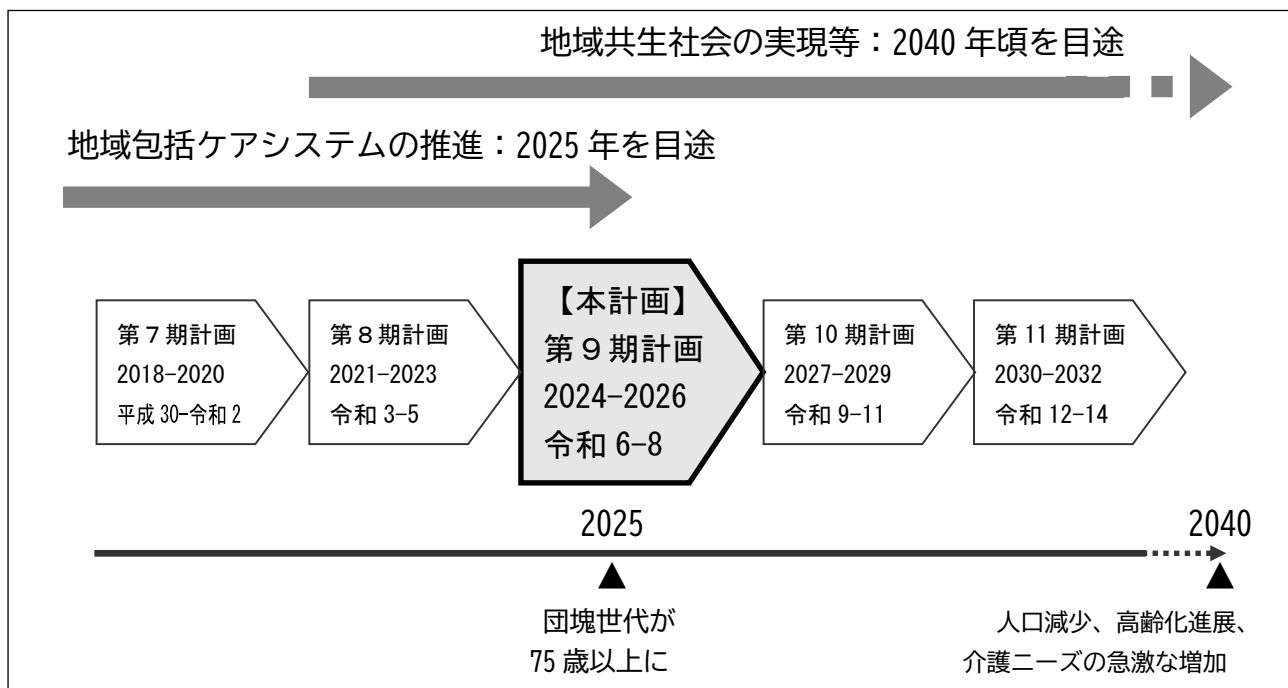 地域共生社会の実現等：2040 年頃を目途
地域包括ケアシステムの推進：2025 年を目途
第７期計画
2018-2020
平成 30-令和 2
第８期計画
2021-2023
令和 3-5
【本計画】
第９期計画
2024-2026
令和 6-8
第 10 期計画
2027-2029
令和 9-11
第 11 期計画
2030-2032
令和 12-14
2025
2040
団塊世代が
75 歳以上に
人口減少、高齢化進展、
介護ニーズの急激な増加